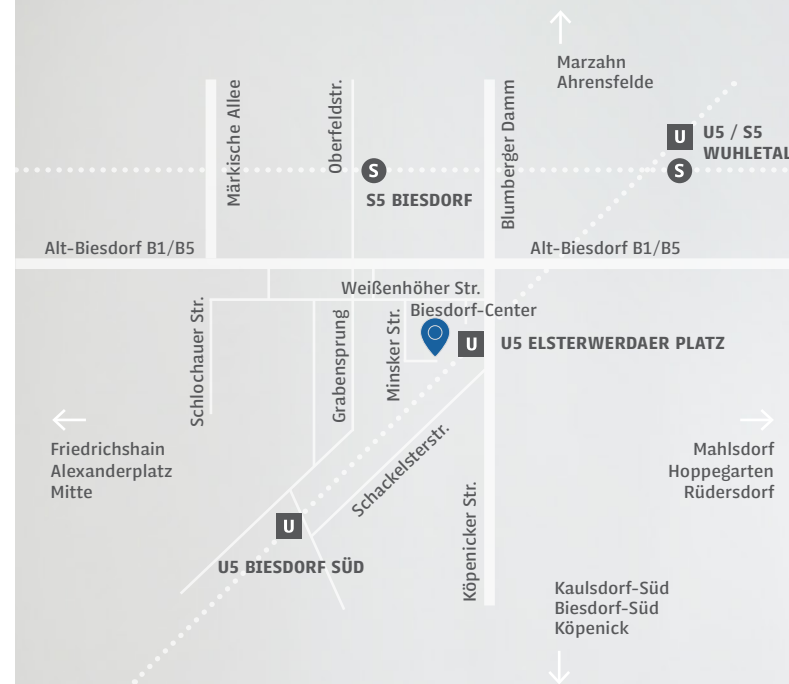 Marzahn
Ahrensfelde
Märkische Allee
Oberfeldstr.
Blumberger Damm
U
U5 / S5
WUHLETAL
S
S
S5 BIESDORF
Alt-Biesdorf B1/B5
Alt-Biesdorf B1/B5
Weißenhöher Str.
Biesdorf-Center
Schlochauer Str.
Grabensprung
Minsker Str.
U
U5 ELSTERWERDAER PLATZ
Friedrichshain
Alexanderplatz
Mitte
Schackelsterstr.
Mahlsdorf
Hoppegarten
Rüdersdorf
Köpenicker Str.
U
U5 BIESDORF SÜD
Kaulsdorf-Süd
Biesdorf-Süd
Köpenick